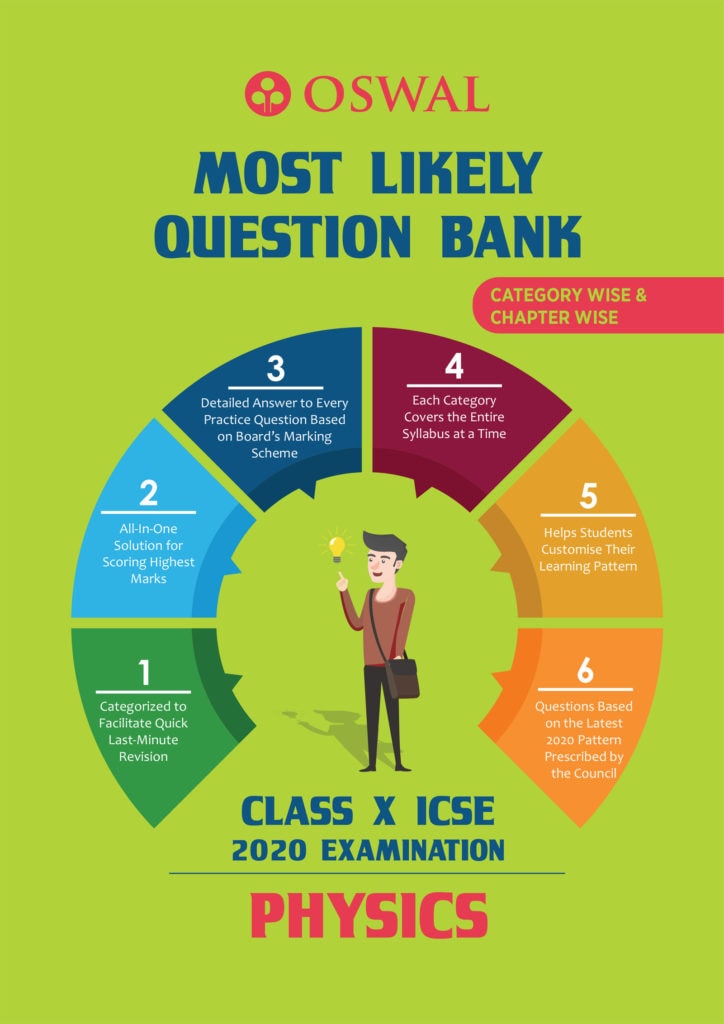 OSWAL
MOST LIKELY
QUESTION BANK
CATEGORY WISE &
CHAPTER WISE
1
Categorized to
Facilitate Quick
Last-Minute
Revision
2
All-In-One
Solution for
Scoring Highest
Marks
3
Detailed Answer to Every
Practice Question Based
on Board's Marking
Scheme
4
Each Category
Covers the Entire
Syllabus at a Time
5
Helps Students
Customise Their
Learning Pattern
6
Questions Based
on the Latest
2020 Pattern
Prescribed by
the Council
CLASS X ICSE
2020 EXAMINATION
PHYSICS